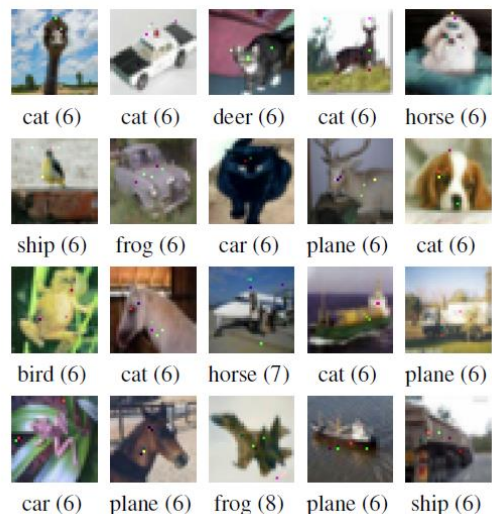 cat (6) cat (6) deer (6) cat (6) horse (6)
ship (6) frog (6) car (6) plane (6) cat (6)
bird (6) cat (6) horse (7) cat (6) plane (6)
car (6) plane (6) frog (8) plane (6) ship (6)